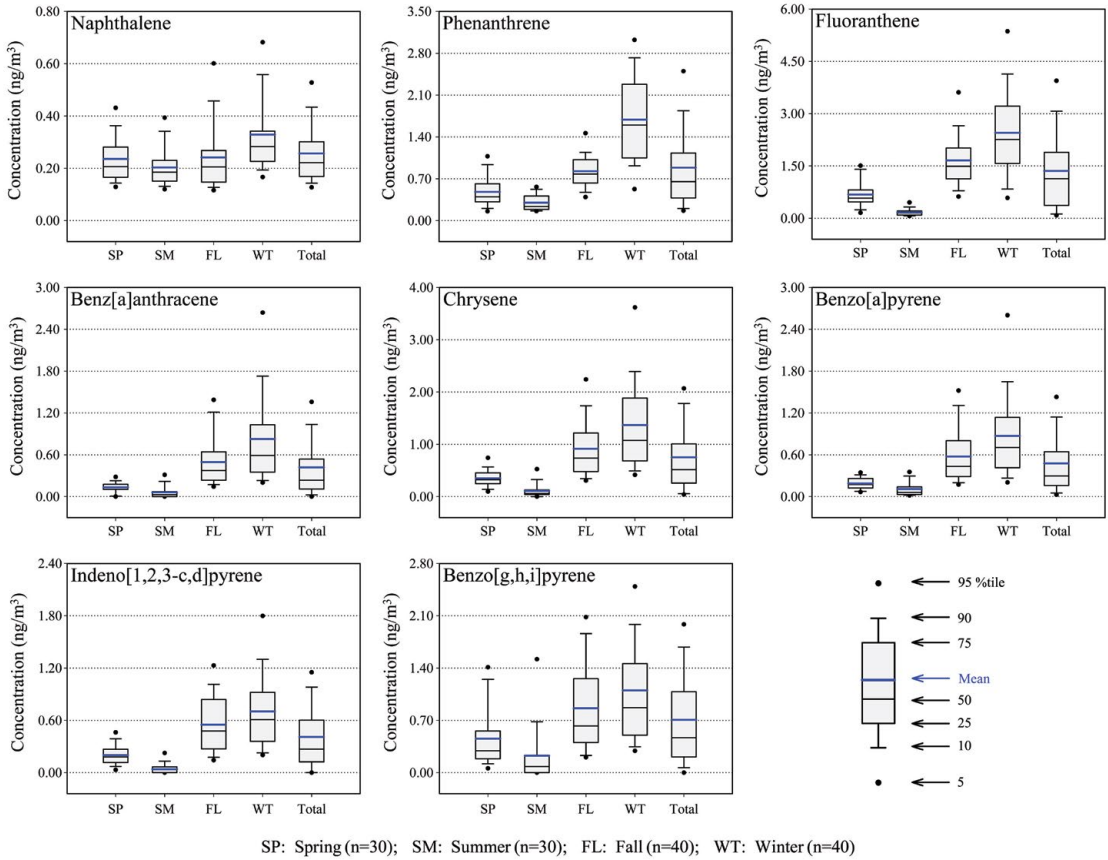 Naphthalene
Concentration (ng/m³)
0.80
0.60
0.40
0.20
0.00
SP SM FL WT Total
Phenanthrene
Concentration (ng/m³)
3.50
2.80
2.10
1.40
0.70
0.00
SP SM FL WT Total
Fluoranthene
Concentration (ng/m³)
6.00
4.50
3.00
1.50
0.00
SP SM FL WT Total
Benz[a]anthracene
Concentration (ng/m³)
3.00
2.40
1.80
1.20
0.60
0.00
SP SM FL WT Total
Chrysene
Concentration (ng/m³)
4.00
3.00
2.00
1.00
0.00
SP SM FL WT Total
Benzo[a]pyrene
Concentration (ng/m³)
3.00
2.40
1.80
1.20
0.60
0.00
SP SM FL WT Total
Indeno[1,2,3-c,d]pyrene
Concentration (ng/m³)
2.40
1.80
1.20
0.60
0.00
SP SM FL WT Total
Benzo[g,h,i]pyrene
Concentration (ng/m³)
2.80
2.10
1.40
0.70
0.00
SP SM FL WT Total
95 %tile
90
75
Mean
50
25
10
5
SP: Spring (n=30); SM: Summer (n=30); FL: Fall (n=40); WT: Winter (n=40)